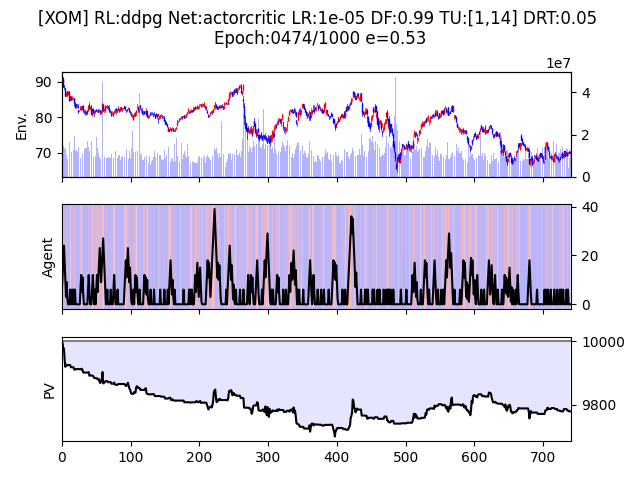 [XOM] RL:ddpg Net:actorcritic LR:1e-05 DF:0.99 TU:[1,14] DRT:0.05
Epoch:0474/1000 e=0.53
1e7
90
80
70
Env.
4
2
0
Agent
40
20
0
PV
10000
9800
0 100 200 300 400 500 600 700